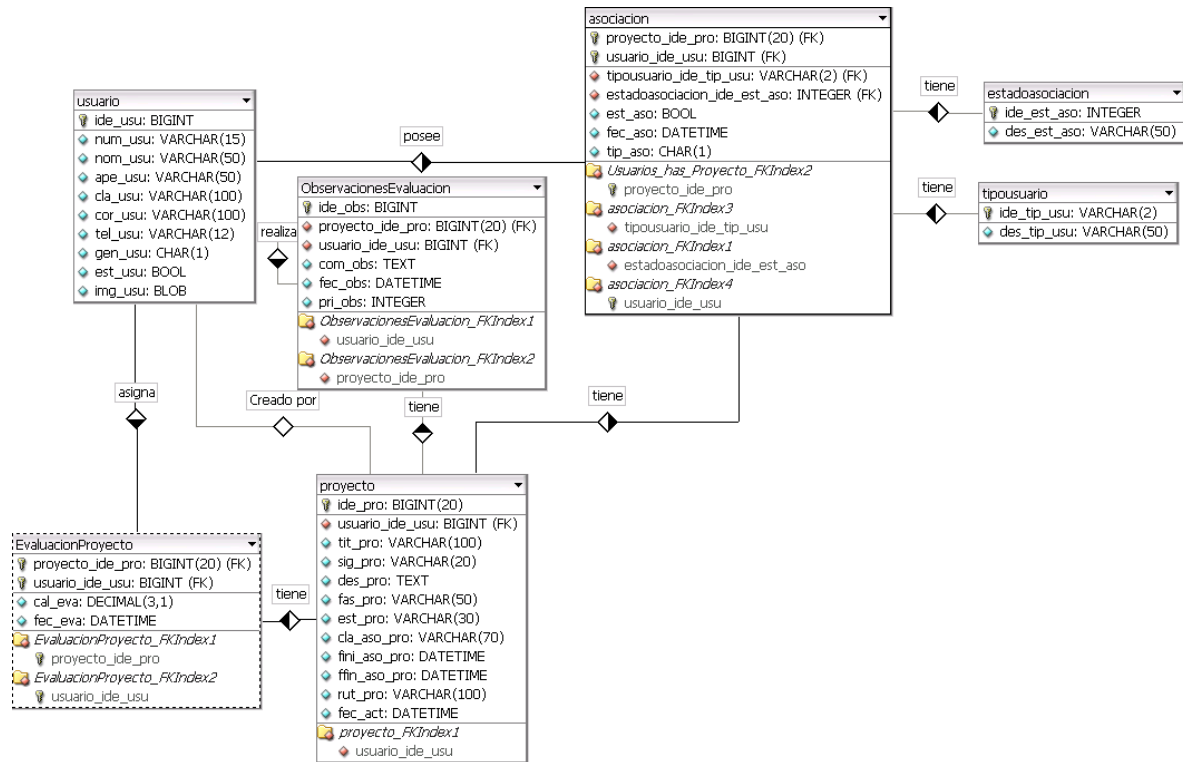 asociacion
proyecto_ide_pro: BIGINT(20) (FK)
usuario_ide_usu: BIGINT (FK)
tipousuario_ide_tip_usu: VARCHAR(2) (FK)
estadoasociacion_ide_est_aso: INTEGER (FK)
est_aso: BOOL
fec_aso: DATETIME
tip_aso: CHAR(1)
Usuarios_has_Proyecto_FKIndex2
proyecto_ide_pro
asociacion_FKIndex3
tipousuario_ide_tip_usu
asociacion_FKIndex1
estadoasociacion_ide_est_aso
asociacion_FKIndex4
usuario_ide_usu
tiene
estadoasociacion
ide_est_aso: INTEGER
des_est_aso: VARCHAR(50)
tiene
tipousuario
ide_tip_usu: VARCHAR(2)
des_tip_usu: VARCHAR(50)
usuario
ide_usu: BIGINT
num_usu: VARCHAR(15)
nom_usu: VARCHAR(50)
ape_usu: VARCHAR(50)
cla_usu: VARCHAR(100)
cor_usu: VARCHAR(100)
tel_usu: VARCHAR(12)
gen_usu: CHAR(1)
est_usu: BOOL
img_usu: BLOB
posee
realiza
ObservacionesEvaluacion
ide_obs: BIGINT
proyecto_ide_pro: BIGINT(20) (FK)
usuario_ide_usu: BIGINT (FK)
com_obs: TEXT
fec_obs: DATETIME
pri_obs: INTEGER
ObservacionesEvaluacion_FKIndex1
usuario_ide_usu
ObservacionesEvaluacion_FKIndex2
proyecto_ide_pro
asigna
Creado por
tiene
tiene
proyecto
ide_pro: BIGINT(20)
usuario_ide_usu: BIGINT (FK)
tit_pro: VARCHAR(100)
sig_pro: VARCHAR(20)
des_pro: TEXT
fas_pro: VARCHAR(50)
est_pro: VARCHAR(30)
cla_aso_pro: VARCHAR(70)
fini_aso_pro: DATETIME
ffin_aso_pro: DATETIME
rut_pro: VARCHAR(100)
fec_act: DATETIME
proyecto_FKIndex1
usuario_ide_usu
EvaluacionProyecto
proyecto_ide_pro: BIGINT(20) (FK)
usuario_ide_usu: BIGINT (FK)
cal_eva: DECIMAL(3,1)
fec_eva: DATETIME
EvaluacionProyecto_FKIndex1
proyecto_ide_pro
EvaluacionProyecto_FKIndex2
usuario_ide_usu
tiene